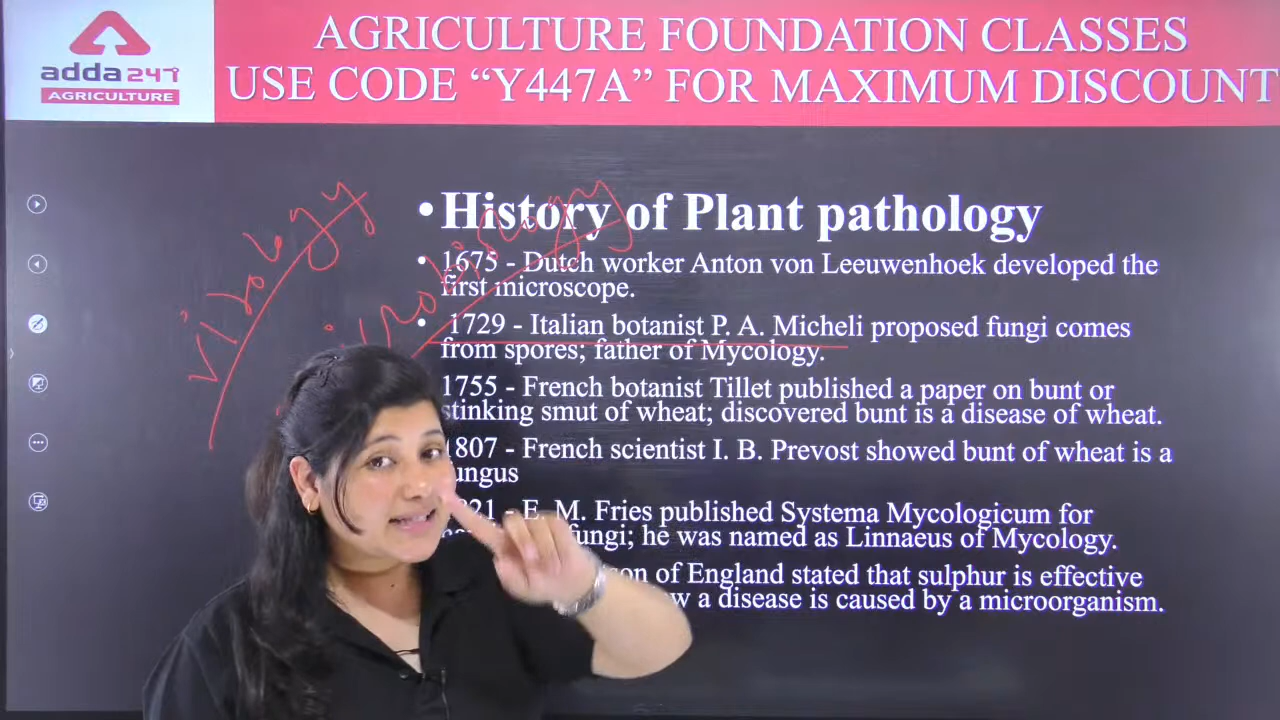 adda247
AGRICULTURE
AGRICULTURE FOUNDATION CLASSES
USE CODE “Y447A” FOR MAXIMUM DISCOUNT
virology
• History of Plant pathology
• 1675 - Dutch worker Anton von Leeuwenhoek developed the
first microscope.
• 1729 - Italian botanist P. A. Micheli proposed fungi comes
from spores; father of Mycology.
1755 - French botanist Tillet published a paper on bunt or
stinking smut of wheat; discovered bunt is a disease of wheat.
1807 - French scientist I. B. Prevost showed bunt of wheat is a
fungus
E. M. Fries published Systema Mycologicum for
fungi; he was named as Linnaeus of Mycology.
of England stated that sulphur is effective
a disease is caused by a microorganism.